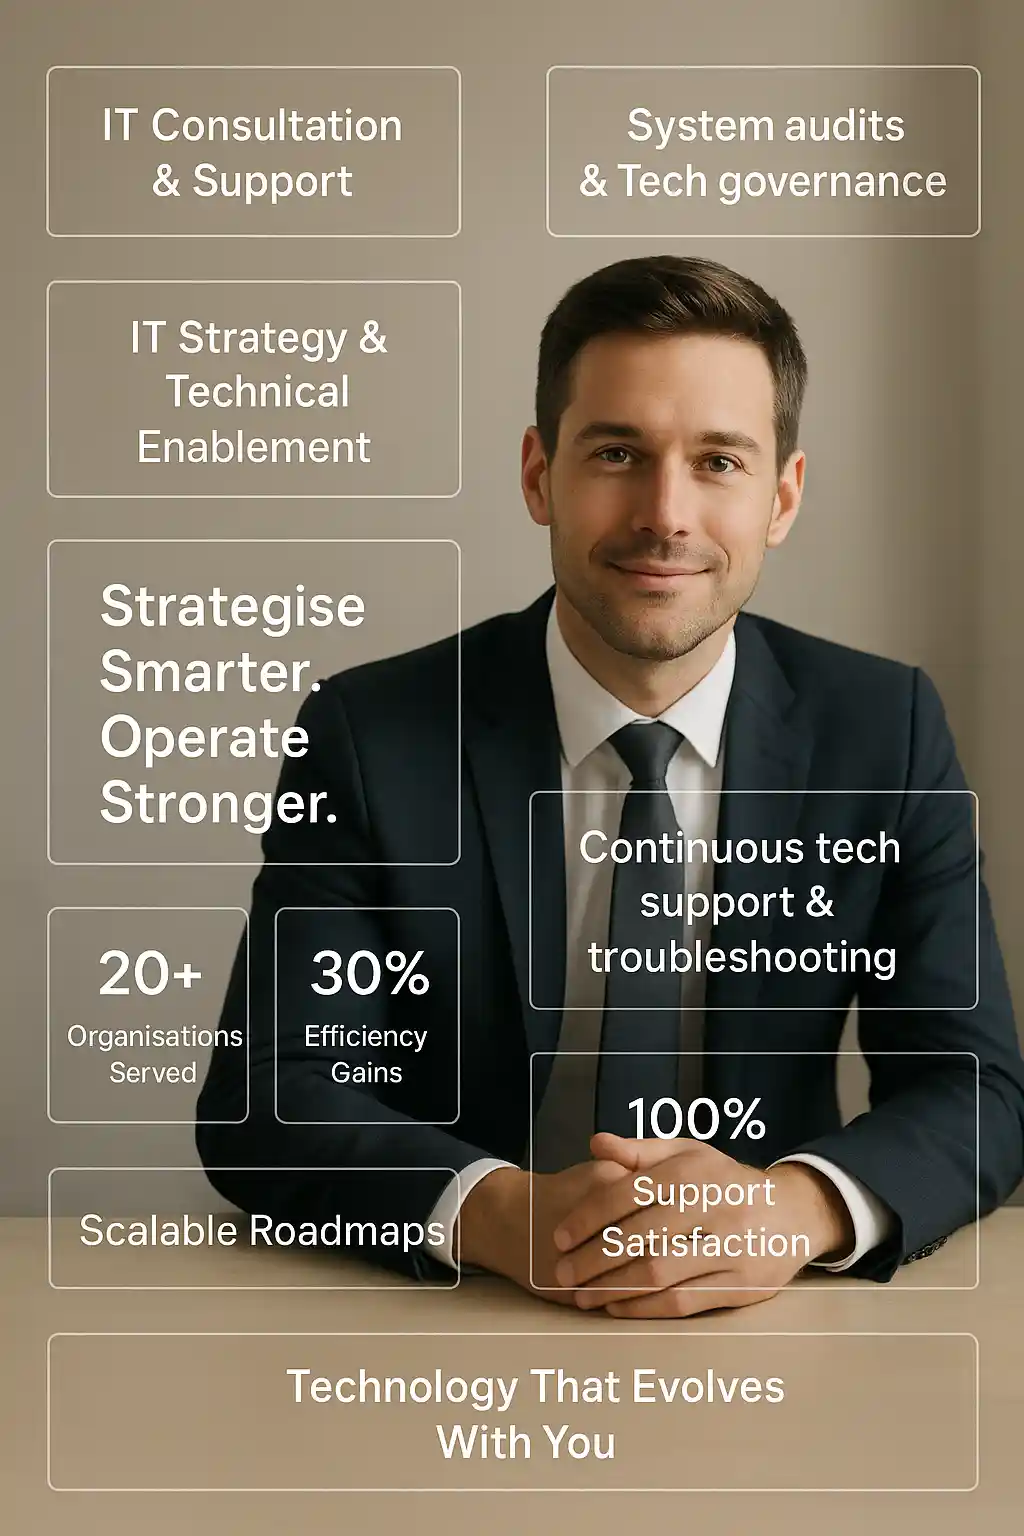 IT Consultation
& Support
System audits
& Tech governance
IT Strategy &
Technical
Enablement
Strategise
Smarter.
Operate
Stronger.
Continuous tech
support &
troubleshooting
20+
Organisations
Served
30%
Efficiency
Gains
100%
Support
Satisfaction
Scalable Roadmaps
Technology That Evolves
With You